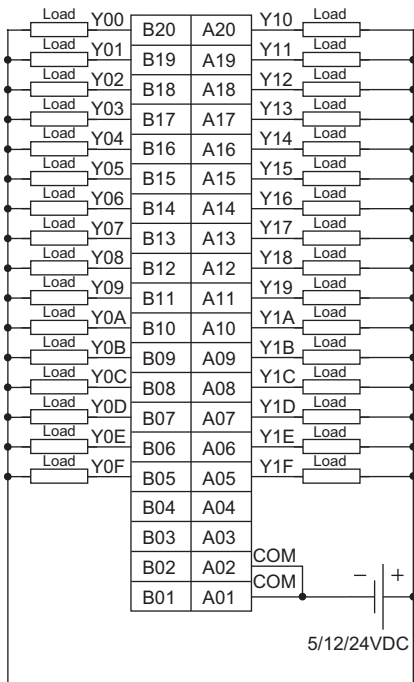 Load Y00 B20 A20 Y10 Load
Load Y01 B19 A19 Y11 Load
Load Y02 B18 A18 Y12 Load
Load Y03 B17 A17 Y13 Load
Load Y04 B16 A16 Y14 Load
Load Y05 B15 A15 Y15 Load
Load Y06 B14 A14 Y16 Load
Load Y07 B13 A13 Y17 Load
Load Y08 B12 A12 Y18 Load
Load Y09 B11 A11 Y19 Load
Load Y0A B10 A10 Y1A Load
Load Y0B B09 A09 Y1B Load
Load Y0C B08 A08 Y1C Load
Load Y0D B07 A07 Y1D Load
Load Y0E B06 A06 Y1E Load
Load Y0F B05 A05 Y1F Load
B04 A04
B03 A03
B02 A02 COM
B01 A01 COM − +
5/12/24VDC